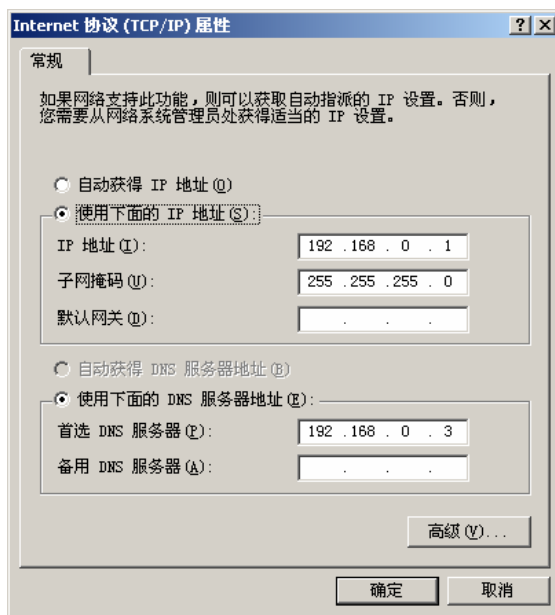 Internet 协议 (TCP/IP) 属性
常规
如果网络支持此功能，则可以获取自动指派的 IP 设置。否则，
您需要从网络系统管理员处获得适当的 IP 设置。
自动获得 IP 地址(O)
使用下面的 IP 地址(S):
IP 地址(I): 192 .168 . 0 . 1
子网掩码(U): 255 .255 .255 . 0
默认网关(D): . . .
自动获得 DNS 服务器地址(B)
使用下面的 DNS 服务器地址(E):
首选 DNS 服务器(P): 192 .168 . 0 . 3
备用 DNS 服务器(A): . . .
高级(V)...
确定 取消